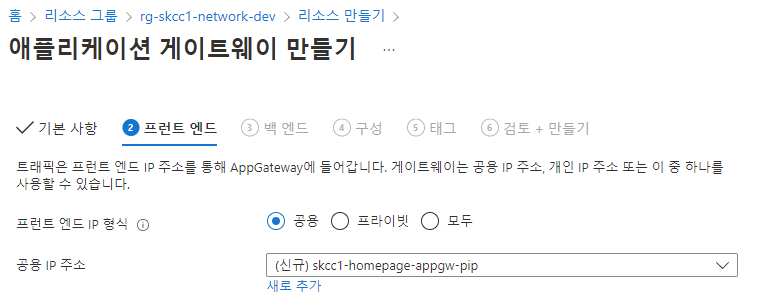 홈 > 리소스 그룹 > rg-skcc1-network-dev > 리소스 만들기 >
애플리케이션 게이트웨이 만들기 ...
기본 사항 2 프런트 엔드 3 백 엔드 4 구성 5 태그 6 검토 + 만들기
트래픽은 프런트 엔드 IP 주소를 통해 AppGateway에 들어갑니다. 게이트웨이는 공용 IP 주소, 개인 IP 주소 또는 이 중 하나를
사용할 수 있습니다.
프런트 엔드 IP 형식 공용 프라이빗 모두
공용 IP 주소 (신규) skcc1-homepage-appgw-pip
새로 추가